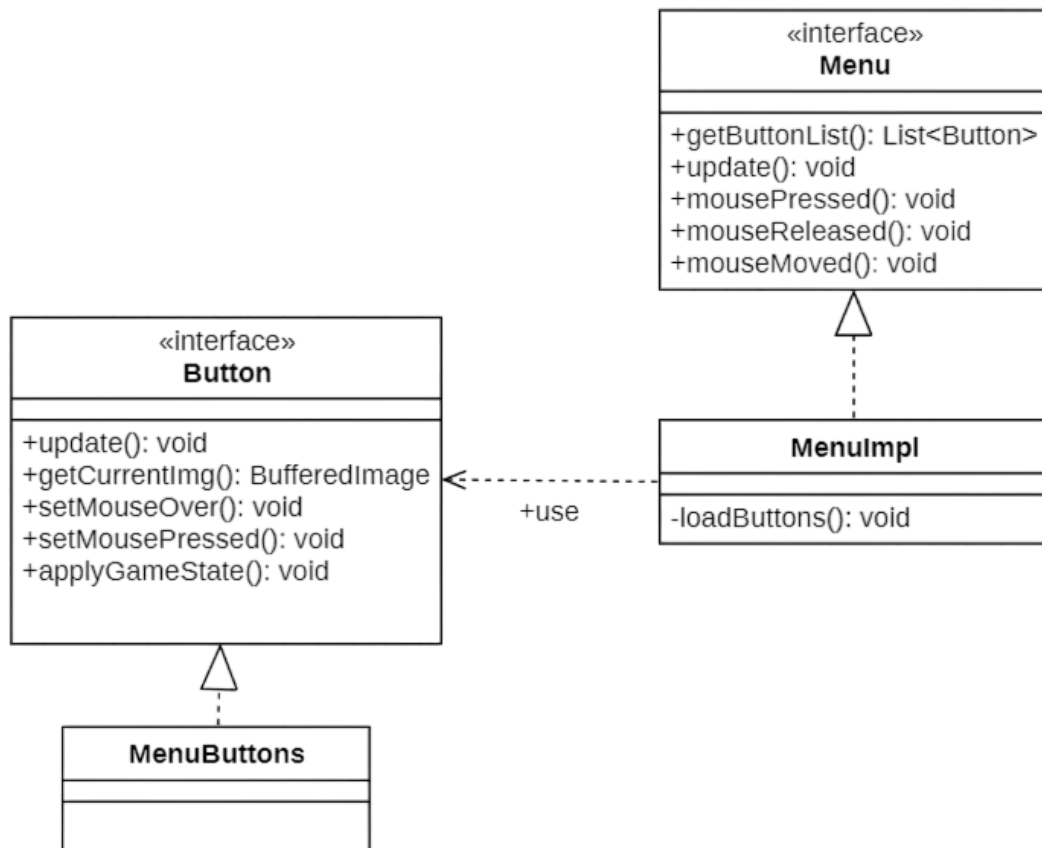 «interface»
Menu
+getButtonList(): List<Button>
+update(): void
+mousePressed(): void
+mouseReleased(): void
+mouseMoved(): void
«interface»
Button
+update(): void
+getCurrentImg(): BufferedImage
+setMouseOver(): void
+setMousePressed(): void
+applyGameState(): void
+use
MenuImpl
-loadButtons(): void
MenuButtons